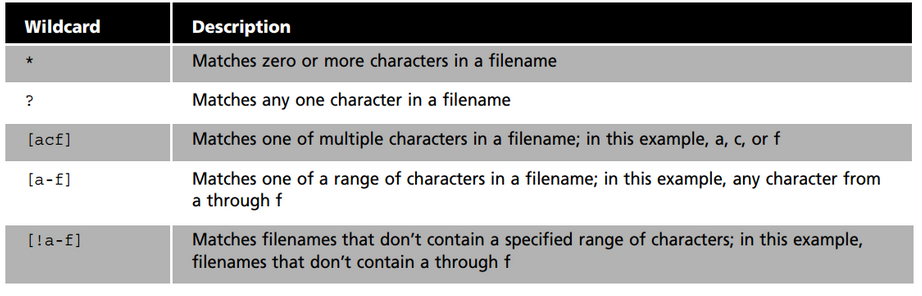 Wildcard Description
* Matches zero or more characters in a filename
? Matches any one character in a filename
[acf] Matches one of multiple characters in a filename; in this example, a, c, or f
[a-f] Matches one of a range of characters in a filename; in this example, any character from
a through f
[!a-f] Matches filenames that don’t contain a specified range of characters; in this example,
filenames that don’t contain a through f